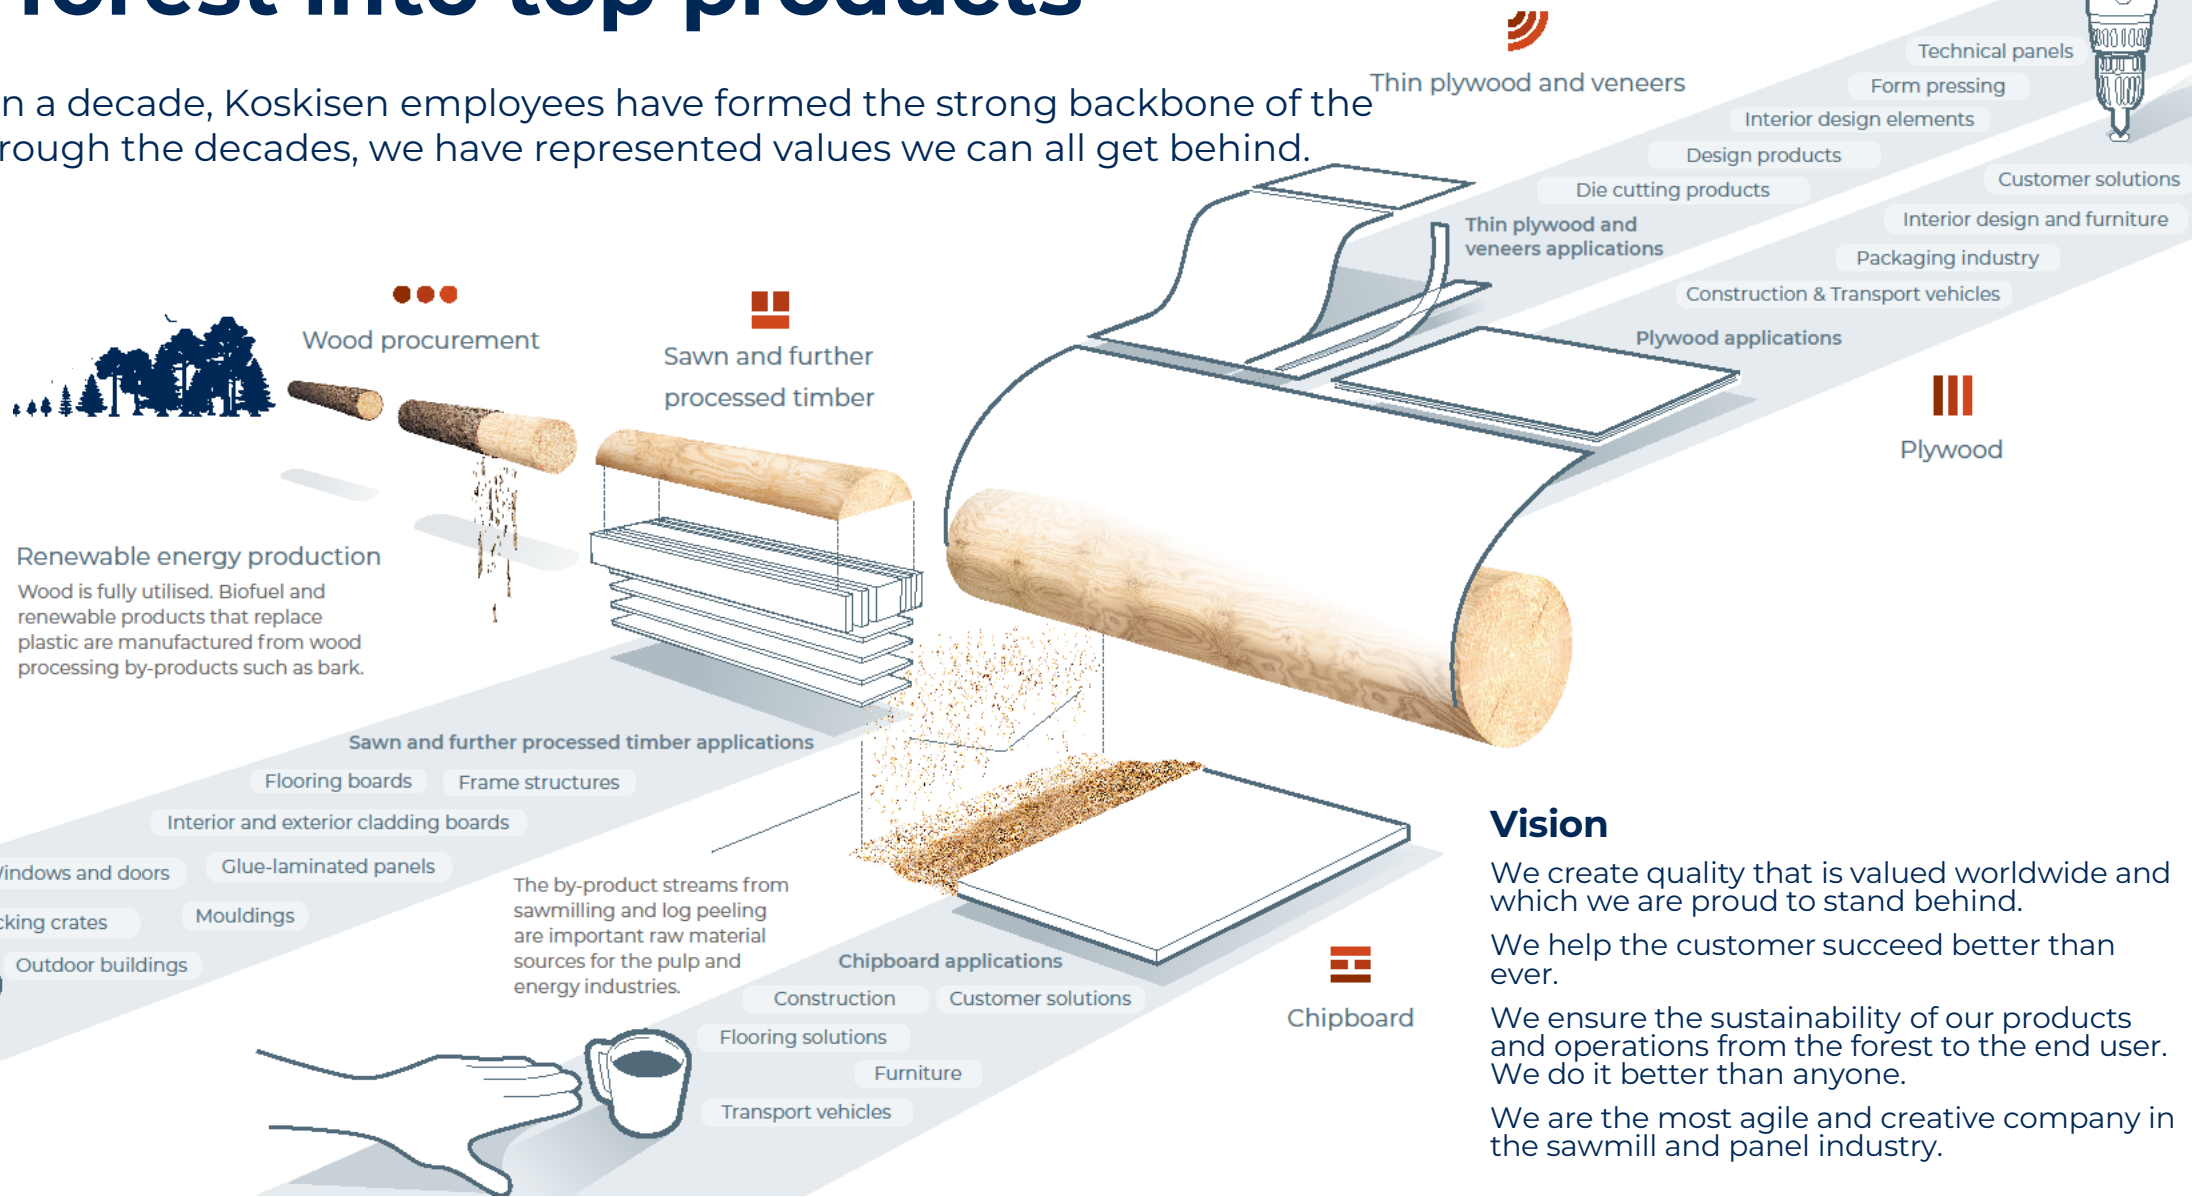 forest into top products
n a decade, Koskisen employees have formed the strong backbone of the
rough the decades, we have represented values we can all get behind.
Thin plywood and veneers
Technical panels
Form pressing
Interior design elements
Design products
Die cutting products
Thin plywood and
veneers applications
Customer solutions
Interior design and furniture
Packaging industry
Construction & Transport vehicles
Plywood applications
Plywood
Wood procurement
Sawn and further
processed timber
Renewable energy production
Wood is fully utilised. Biofuel and
renewable products that replace
plastic are manufactured from wood
processing by-products such as bark.
Sawn and further processed timber applications
Flooring boards
Frame structures
Interior and exterior cladding boards
indows and doors
Glue-laminated panels
cking crates
Mouldings
Outdoor buildings
The by-product streams from
sawmilling and log peeling
are important raw material
sources for the pulp and
energy industries.
Chipboard applications
Construction
Customer solutions
Flooring solutions
Furniture
Transport vehicles
Chipboard
Vision
We create quality that is valued worldwide and
which we are proud to stand behind.
We help the customer succeed better than
ever.
We ensure the sustainability of our products
and operations from the forest to the end user.
We do it better than anyone.
We are the most agile and creative company in
the sawmill and panel industry.